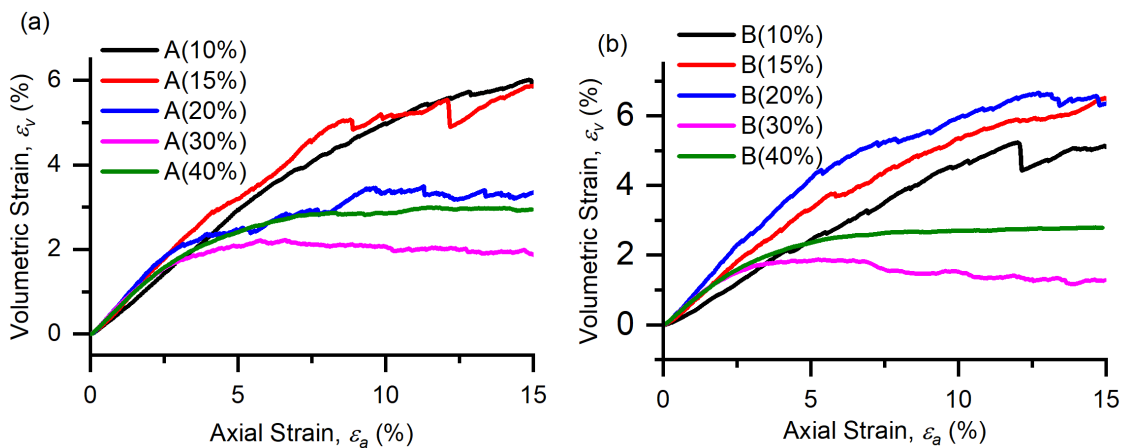 (a)
A(10%)
A(15%)
A(20%)
A(30%)
A(40%)
Volumetric Strain, εv (%)
6
4
2
0
0
5
10
15
Axial Strain, εa (%)
(b)
B(10%)
B(15%)
B(20%)
B(30%)
B(40%)
Volumetric Strain, εv (%)
6
4
2
0
0
5
10
15
Axial Strain, εa (%)